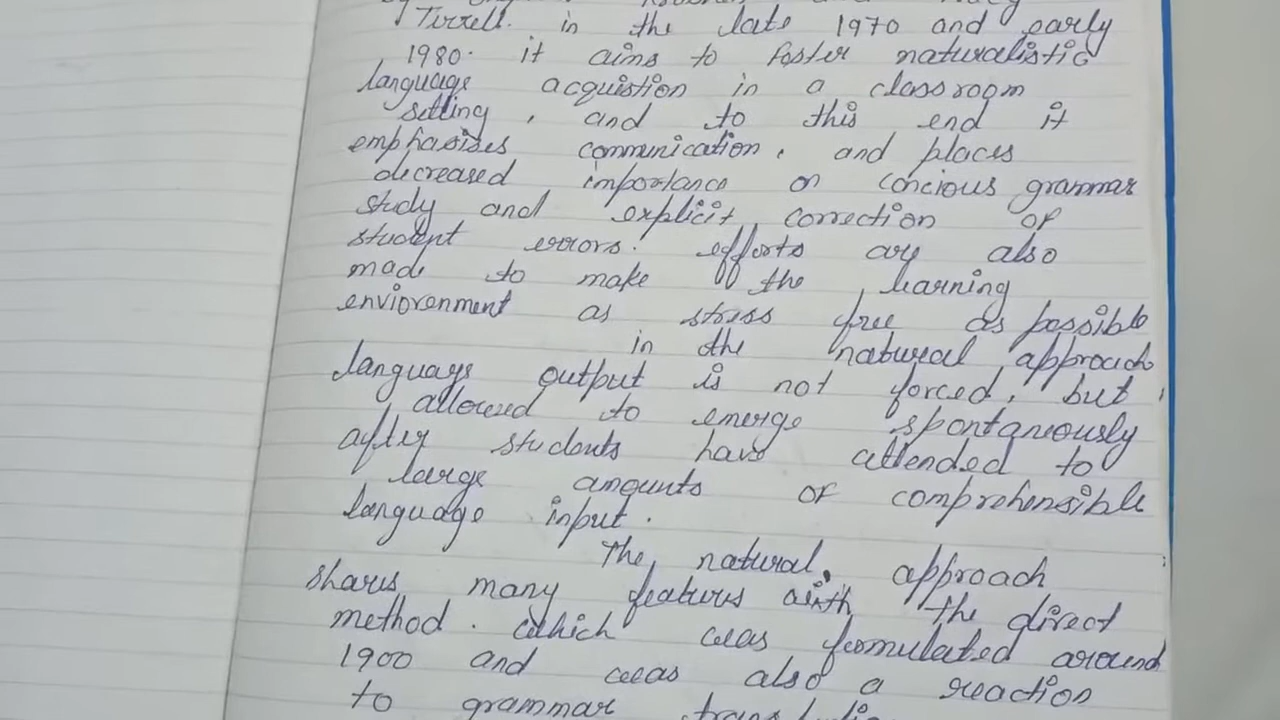 Tirrell. in the late 1970 and early
1980. it aims to foster naturalistic
language acquistion in a classroom
setting, and to this end it
emphasises communication, and places
decreased importance on concious grammar
study and explicit correction of
student errors. efforts are also
made to make the learning
enviorenment as stress free as possible
in the natural approach
language output is not forced, but
allowed to emerge spontaneously
after students have attended to
large amounts of comprehensible
language input.
The natural approach
shares many features with the direct
method. Which was formulated around
1900 and was also a reaction
to grammar